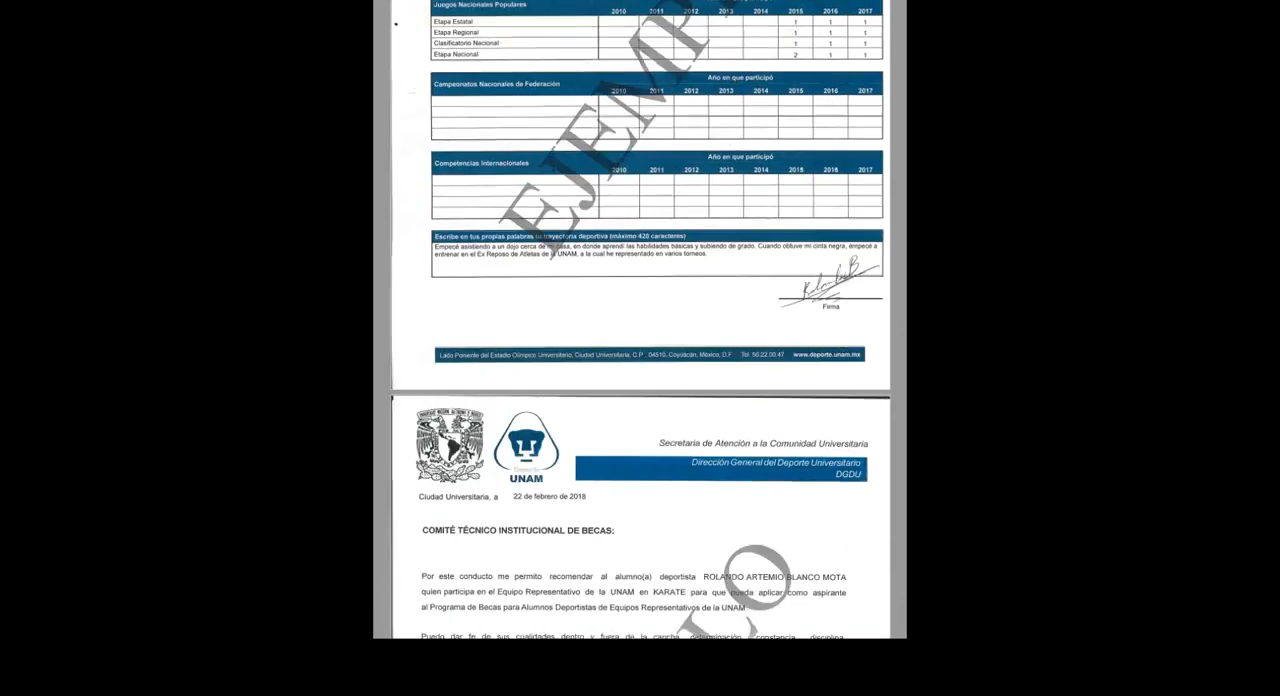 Juegos Nacionales Populares
2010 2011 2012 2013 2014 2015 2016 2017
Etapa Estatal 1 1 1
Etapa Regional 1 1 1
Clasificatorio Nacional 1 1 1
Etapa Nacional 2 1 1
Campeonatos Nacionales de Federación Año en que participó
2010 2011 2012 2013 2014 2015 2016 2017
Competencias Internacionales Año en que participó
2010 2011 2012 2013 2014 2015 2016 2017
Escribe en tus propias palabras tu trayectoria deportiva (máximo 420 caracteres)
Empecé asistiendo a un dojo cerca de mi casa, en donde aprendí las habilidades básicas y subiendo de grado. Cuando obtuve mi cinta negra, empecé a
entrenar en el Ex Reposo de Atletas de la UNAM, a la cual he representado en varios torneos.
Firma
Lado Poniente del Estadio Olímpico Universitario, Ciudad Universitaria, C.P. 04510, Coyoacán, México, D.F Tel: 56.22.00.47 www.deporte.unam.mx
UNAM
Secretaria de Atención a la Comunidad Universitaria
Dirección General del Deporte Universitario
DGDU
Ciudad Universitaria, a 22 de febrero de 2018
COMITÉ TÉCNICO INSTITUCIONAL DE BECAS:
Por este conducto me permito recomendar al alumno(a) deportista ROLANDO ARTEMIO BLANCO MOTA
quien participa en el Equipo Representativo de la UNAM en KARATE para que pueda aplicar como aspirante
al Programa de Becas para Alumnos Deportistas de Equipos Representativos de la UNAM
Puedo dar fe de sus cualidades dentro y fuera de la cancha, determinación, constancia, disciplina,